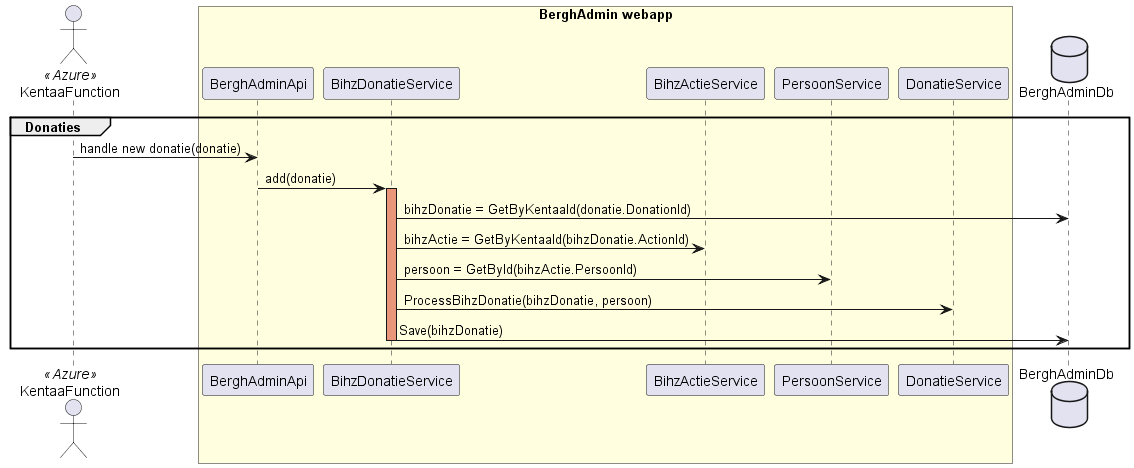 BerghAdmin webapp
« Azure»
KentaaFunction
BerghAdminApi
BihzDonatieService
BihzActieService
PersoonService
DonatieService
BerghAdminDb
Donaties
handle new donatie(donatie)
add(donatie)
bihzDonatie = GetByKentaaId(donatie.DonationId)
bihzActie = GetByKentaaId(bihzDonatie.ActionId)
persoon = GetById(bihzActie.PersoonId)
ProcessBihzDonatie(bihzDonatie, persoon)
Save(bihzDonatie)
« Azure»
KentaaFunction
BerghAdminApi
BihzDonatieService
BihzActieService
PersoonService
DonatieService
BerghAdminDb